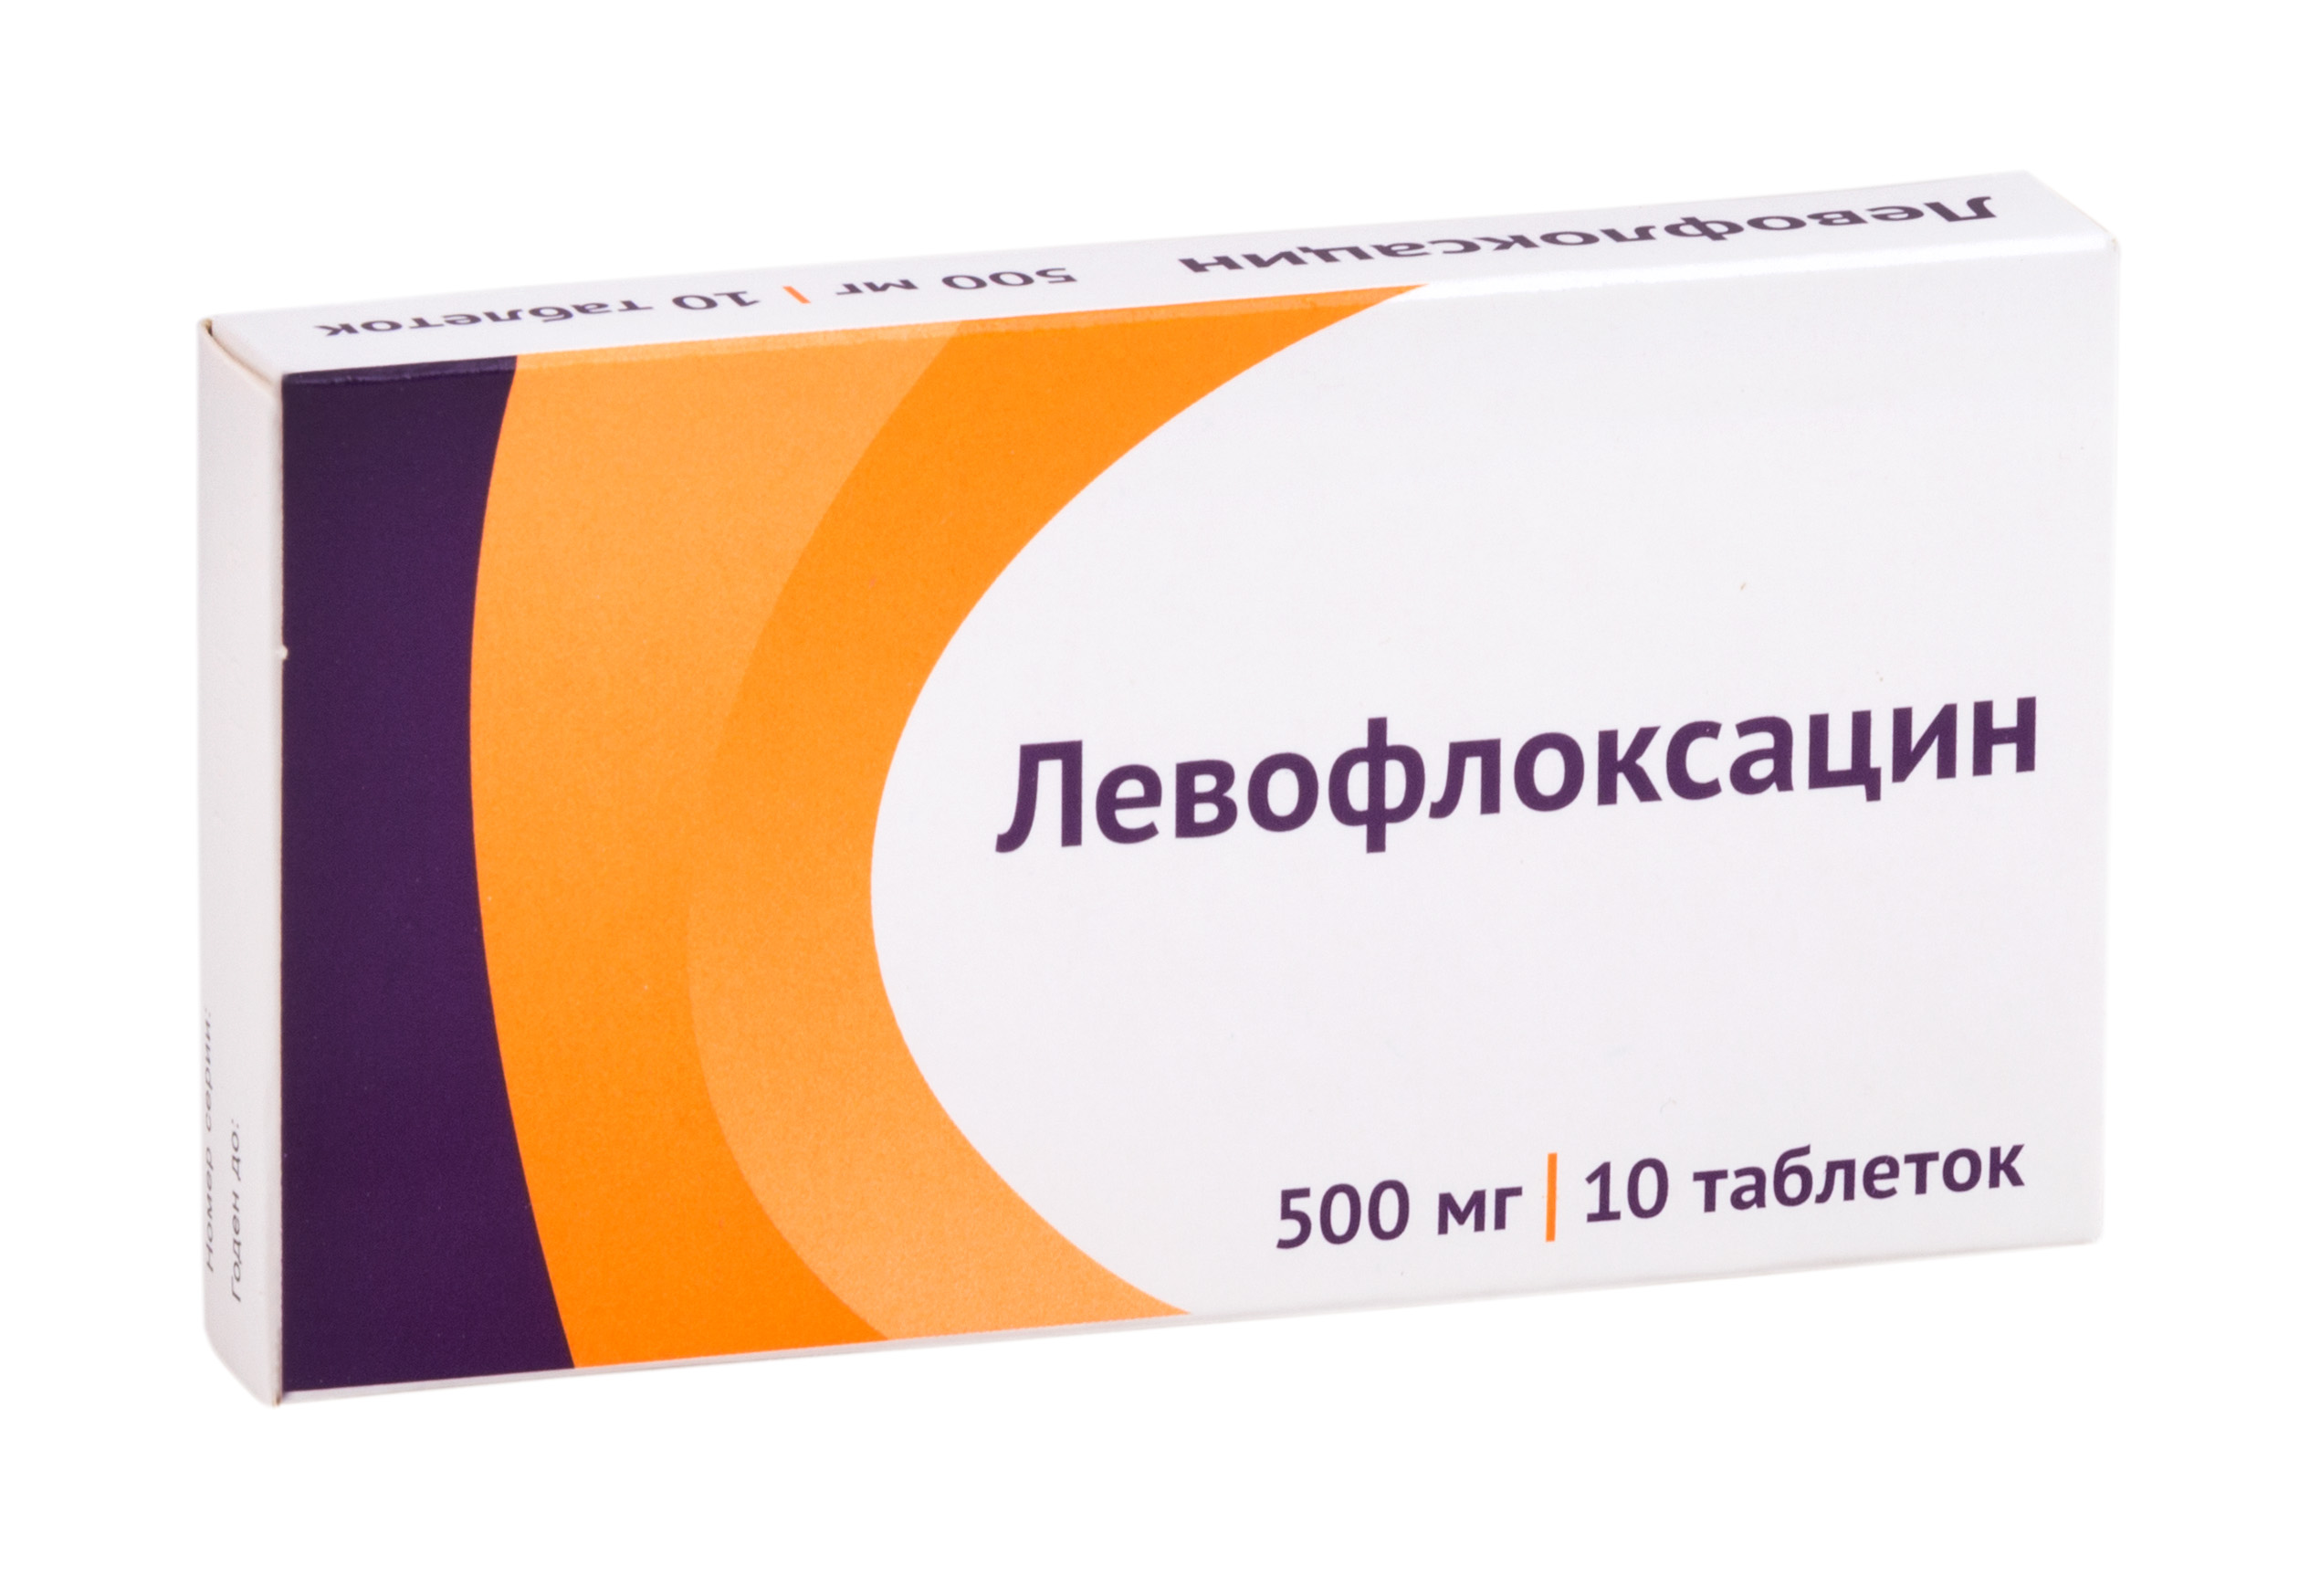 Левофлоксацин 500 мг | 10 таблеток
Левофлоксацин
500 мг | 10 таблеток
Номер серии:
Годен до: